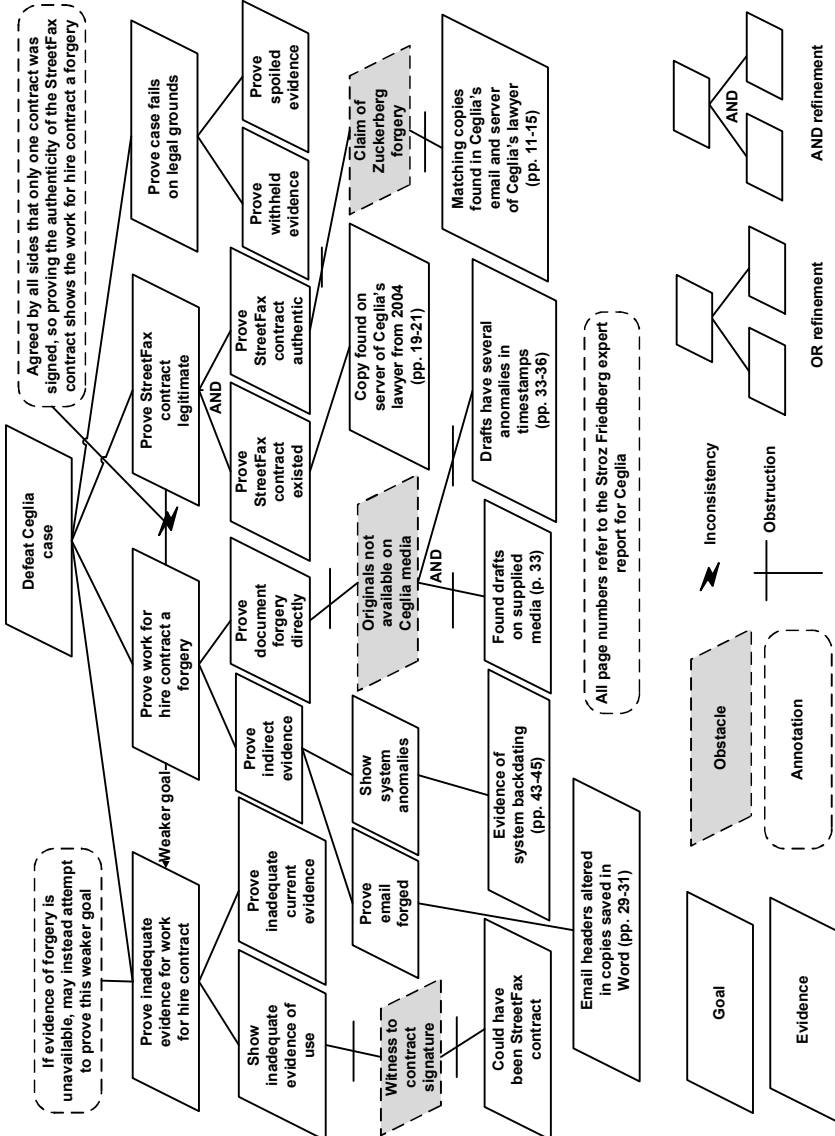 Defeat Ceglia
case
If evidence of forgery is
unavailable, may instead attempt
to prove this weaker goal
Agreed by all sides that only one contract was
signed, so proving the authenticity of the StreetFax
contract shows the work for hire contract a forgery
Prove inadequate
evidence for work
for hire contract
Weaker goal
Prove work for
hire contract a
forgery
Prove StreetFax
contract
legitimate
Prove case fails
on legal grounds
AND
Show
inadequate
evidence of
use
Prove
inadequate
current
evidence
Prove
indirect
evidence
Prove
document
forgery
directly
Prove
StreetFax
contract
existed
Prove
StreetFax
contract
authentic
Prove
withheld
evidence
Prove
spoiled
evidence
Witness to
contract
signature
Prove
email
forged
Show
system
anomalies
Originals not
available on
Ceglia media
Copy found on
server of Ceglia's
lawyer from 2004
(pp. 19-21)
Claim of
Zuckerberg
forgery
AND
Could have
been StreetFax
contract
Evidence of
system backdating
(pp. 43-45)
Found drafts
on supplied
media (p. 33)
Drafts have several
anomalies in
timestamps
(pp. 33-36)
Matching copies
found in Ceglia's
email and server
of Ceglia's lawyer
(pp. 11-15)
Email headers altered
in copies saved in
Word (pp. 29-31)
All page numbers refer to the Stroz Friedberg expert
report for Ceglia
Goal
Obstacle
Inconsistency
AND
Evidence
Annotation
Obstruction
OR refinement
AND refinement